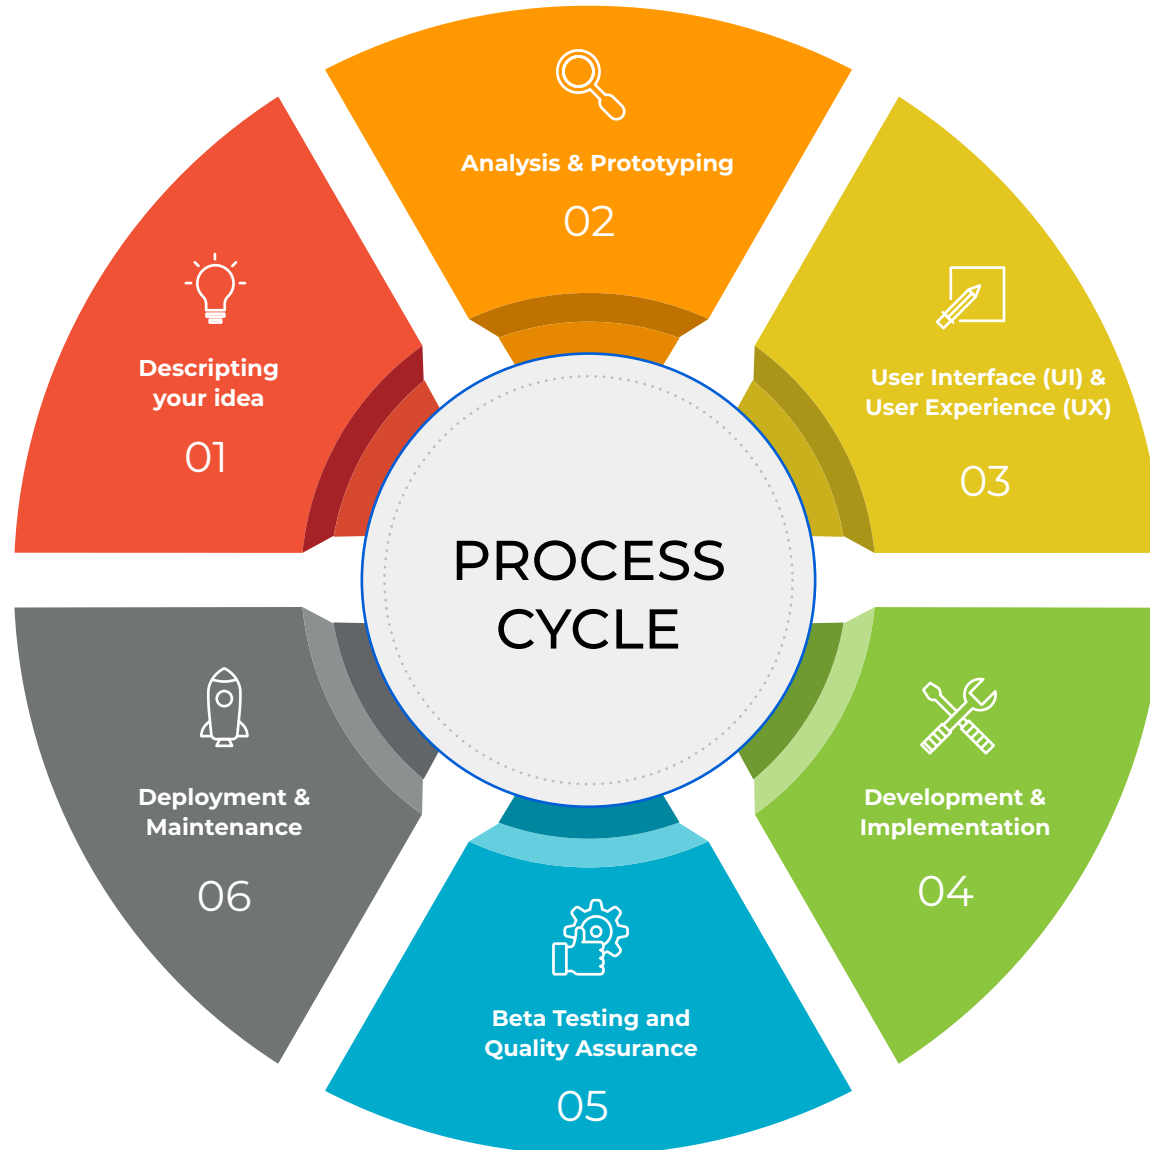 PROCESS
CYCLE
Descripting
your idea
01
Analysis & Prototyping
02
User Interface (UI) &
User Experience (UX)
03
Development &
Implementation
04
Beta Testing and
Quality Assurance
05
Deployment &
Maintenance
06